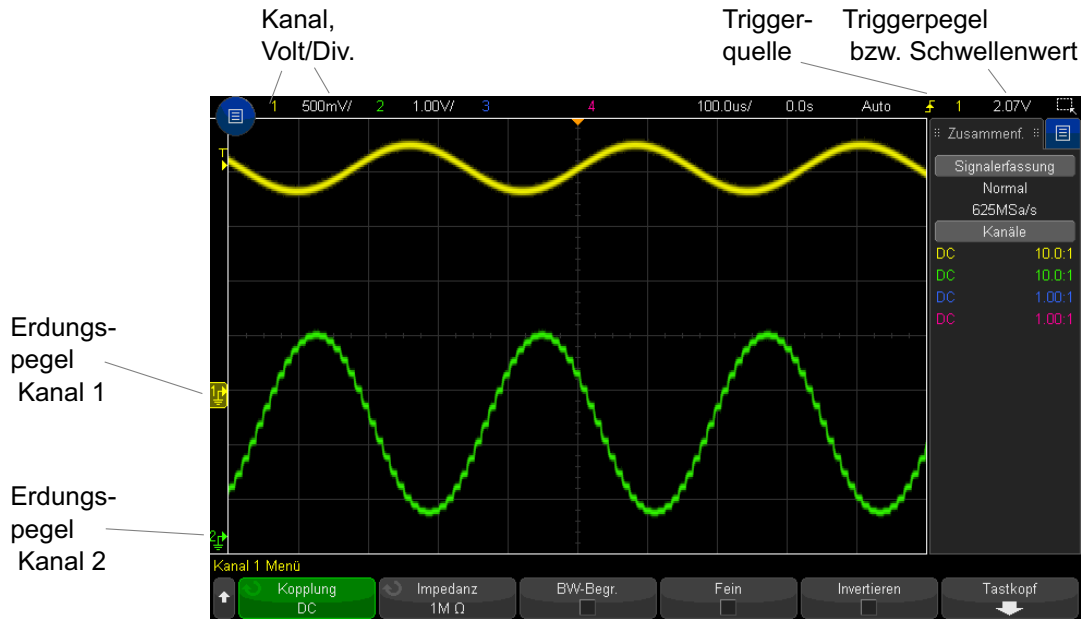 Kanal,
Volt/Div.
Trigger-
quelle
Triggerpegel
bzw. Schwellenwert
1 500mV/ 2 1.00V/ 3 4 100.0us/ 0.0s Auto 1 2.07V
T
Zusammenf.
Signalerfassung
Normal
625MSa/s
Kanäle
DC 10.0:1
DC 10.0:1
DC 1.00:1
DC 1.00:1
Erdungs-
pegel
Kanal 1
1
Erdungs-
pegel
Kanal 2
2
Kanal 1 Menü
Kopplung
DC
Impedanz
1M Ω
BW-Begr.
Fein
Invertieren
Tastkopf